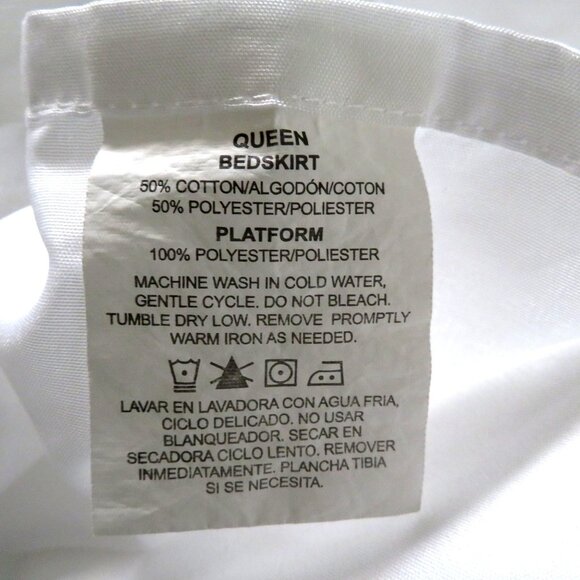 QUEEN
BEDSKIRT
50% COTTON/ALGODÓN/COTON
50% POLYESTER/POLIESTER
PLATFORM
100% POLYESTER/POLIESTER
MACHINE WASH IN COLD WATER,
GENTLE CYCLE. DO NOT BLEACH.
TUMBLE DRY LOW. REMOVE PROMPTLY
WARM IRON AS NEEDED.
LAVAR EN LAVADORA CON AGUA FRIA,
CICLO DELICADO. NO USAR
BLANQUEADOR. SECAR EN
SECADORA CICLO LENTO. REMOVER
INMEDIATAMENTE. PLANCHA TIBIA
SI SE NECESITA.